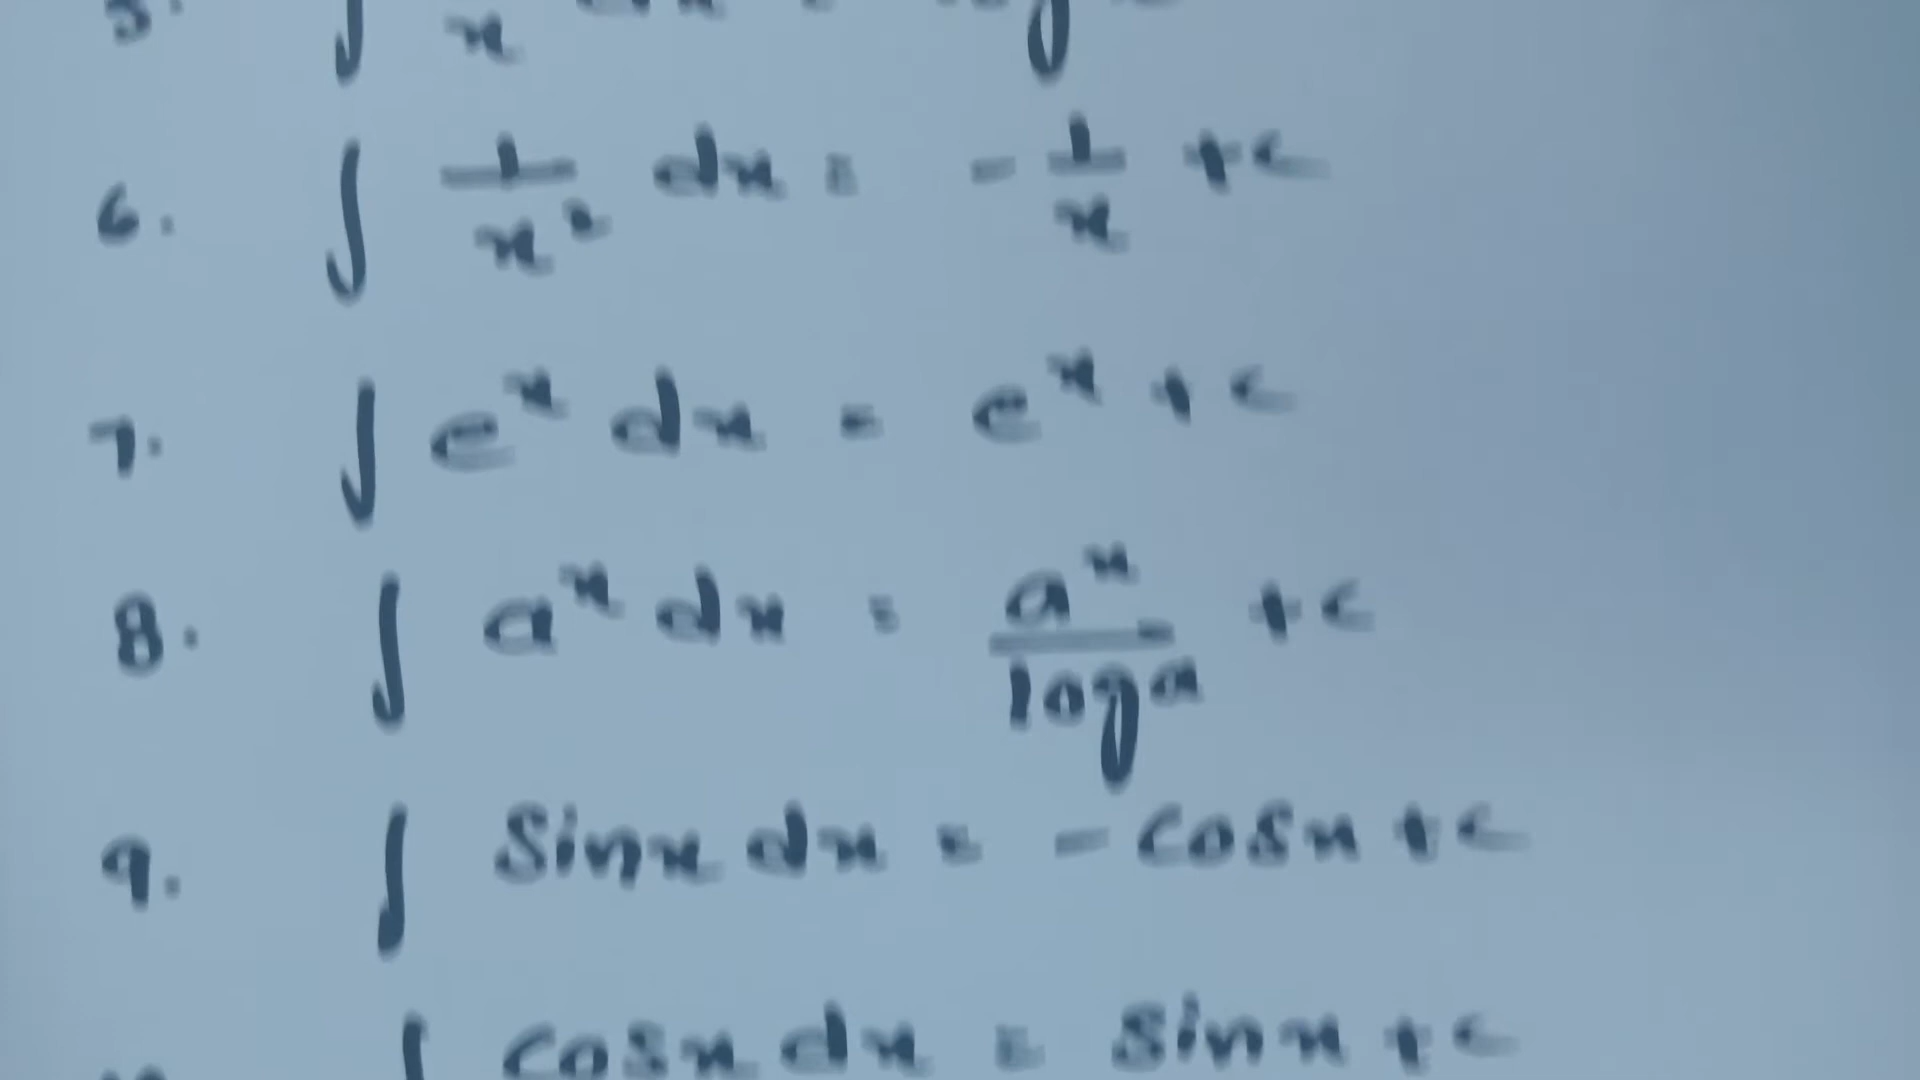 6. ∫ 1/x² dx = -1/x + c
7. ∫ eˣ dx = eˣ + c
8. ∫ aˣ dx = aˣ/log a + c
9. ∫ sinx dx = -cosx + c
∫ cosx dx = sinx + c